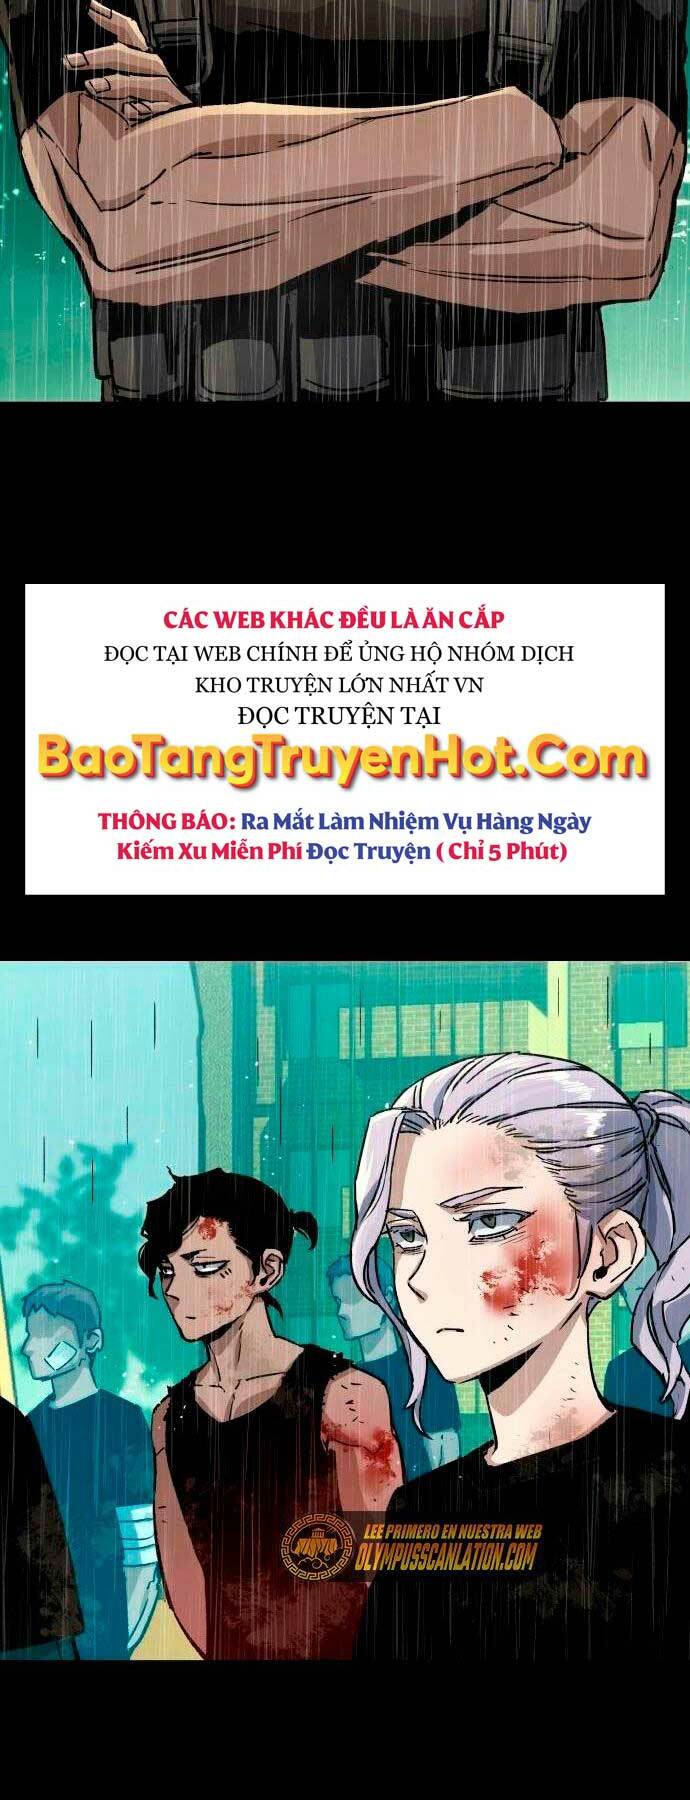 CÁC WEB KHÁC ĐỀU LÀ ĂN CẮP
ĐỌC TẠI WEB CHÍNH ĐỂ ỦNG HỘ NHÓM DỊCH
KHO TRUYỆN LỚN NHẤT VN
ĐỌC TRUYỆN TẠI
BaoTangTruyenHot.Com
THÔNG BÁO: Ra Mắt Làm Nhiệm Vụ Hàng Ngày
Kiếm Xu Miễn Phí Đọc Truyện ( Chỉ 5 Phút)
LEE PRIMERO EN NUESTRA WEB
OLYMPUSSCANLATION.COM